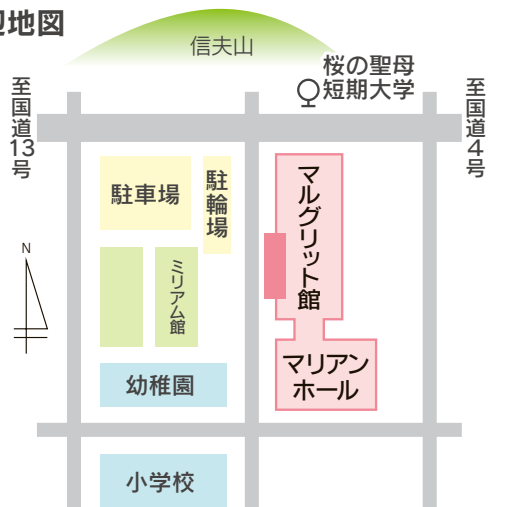 辺地図
信夫山
桜の聖母
短期大学
至国道13号
至国道4号
駐車場
駐輪場
マルグリット館
N
ミリアム館
マリアン
ホール
幼稚園
小学校